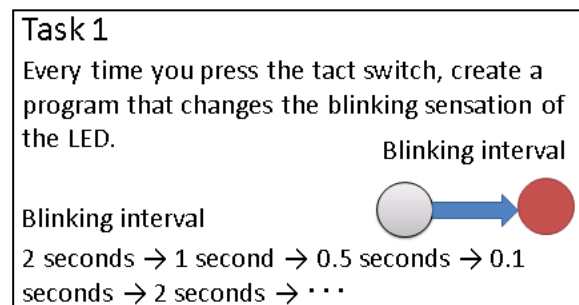 Task 1
Every time you press the tact switch, create a
program that changes the blinking sensation of
the LED.
Blinking interval
Blinking interval
2 seconds → 1 second → 0.5 seconds → 0.1
seconds → 2 seconds → ・・・